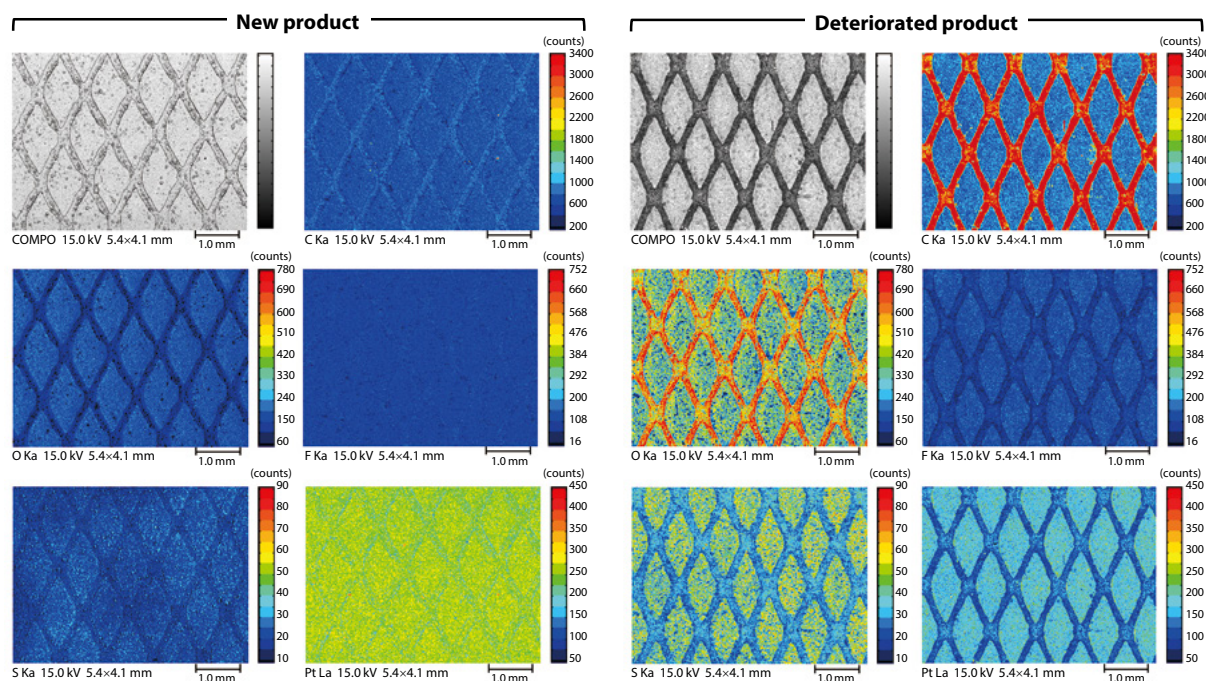 New product
Deteriorated product
(counts)
3400
3000
2600
2200
1800
1400
1000
600
200
COMPO 15.0 kV 5.4×4.1 mm
1.0 mm
C Ka 15.0 kV 5.4×4.1 mm
1.0 mm
(counts)
3400
3000
2600
2200
1800
1400
1000
600
200
COMPO 15.0 kV 5.4×4.1 mm
1.0 mm
C Ka 15.0 kV 5.4×4.1 mm
1.0 mm
(counts)
780
690
600
510
420
330
240
150
60
O Ka 15.0 kV 5.4×4.1 mm
1.0 mm
(counts)
752
660
568
476
384
292
200
108
16
F Ka 15.0 kV 5.4×4.1 mm
1.0 mm
(counts)
780
690
600
510
420
330
240
150
60
O Ka 15.0 kV 5.4×4.1 mm
1.0 mm
(counts)
752
660
568
476
384
292
200
108
16
F Ka 15.0 kV 5.4×4.1 mm
1.0 mm
(counts)
90
80
70
60
50
40
30
20
10
S Ka 15.0 kV 5.4×4.1 mm
1.0 mm
(counts)
450
400
350
300
250
200
150
100
50
Pt La 15.0 kV 5.4×4.1 mm
1.0 mm
(counts)
90
80
70
60
50
40
30
20
10
S Ka 15.0 kV 5.4×4.1 mm
1.0 mm
(counts)
450
400
350
300
250
200
150
100
50
Pt La 15.0 kV 5.4×4.1 mm
1.0 mm